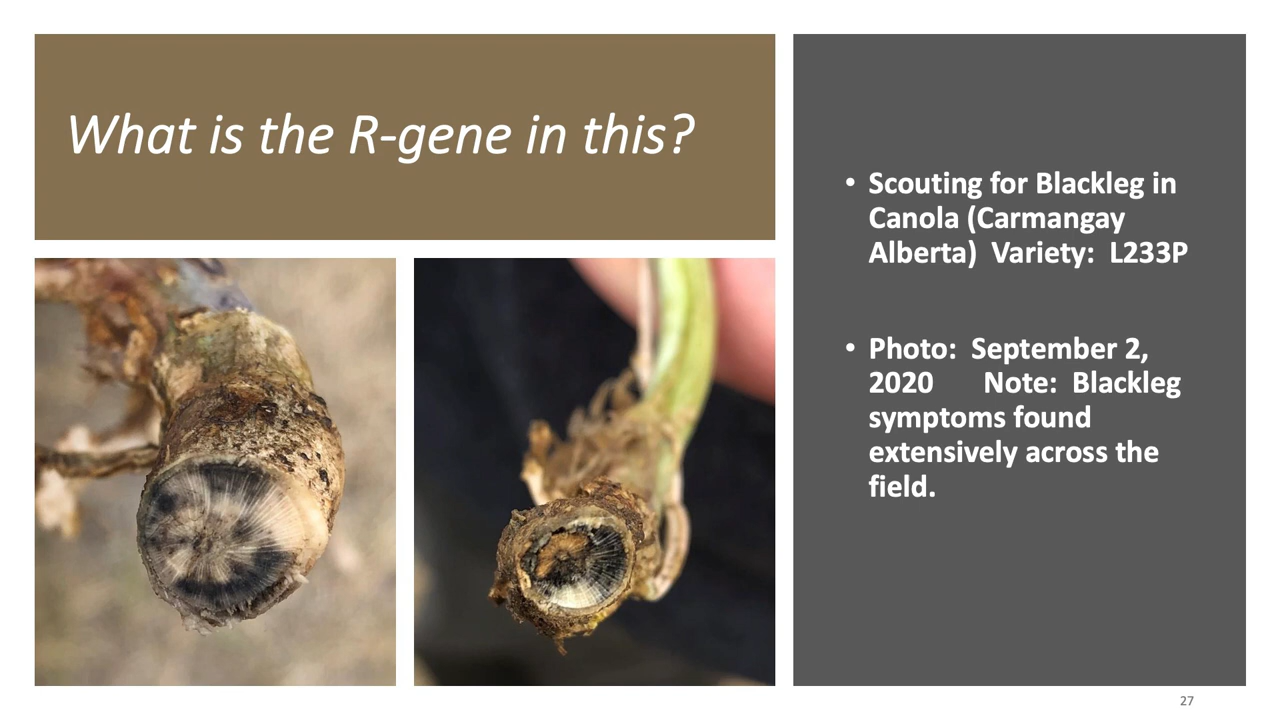 What is the R-gene in this?
• Scouting for Blackleg in
Canola (Carmangay
Alberta)  Variety:  L233P
• Photo:  September 2,
2020       Note:  Blackleg
symptoms found
extensively across the
field.
27